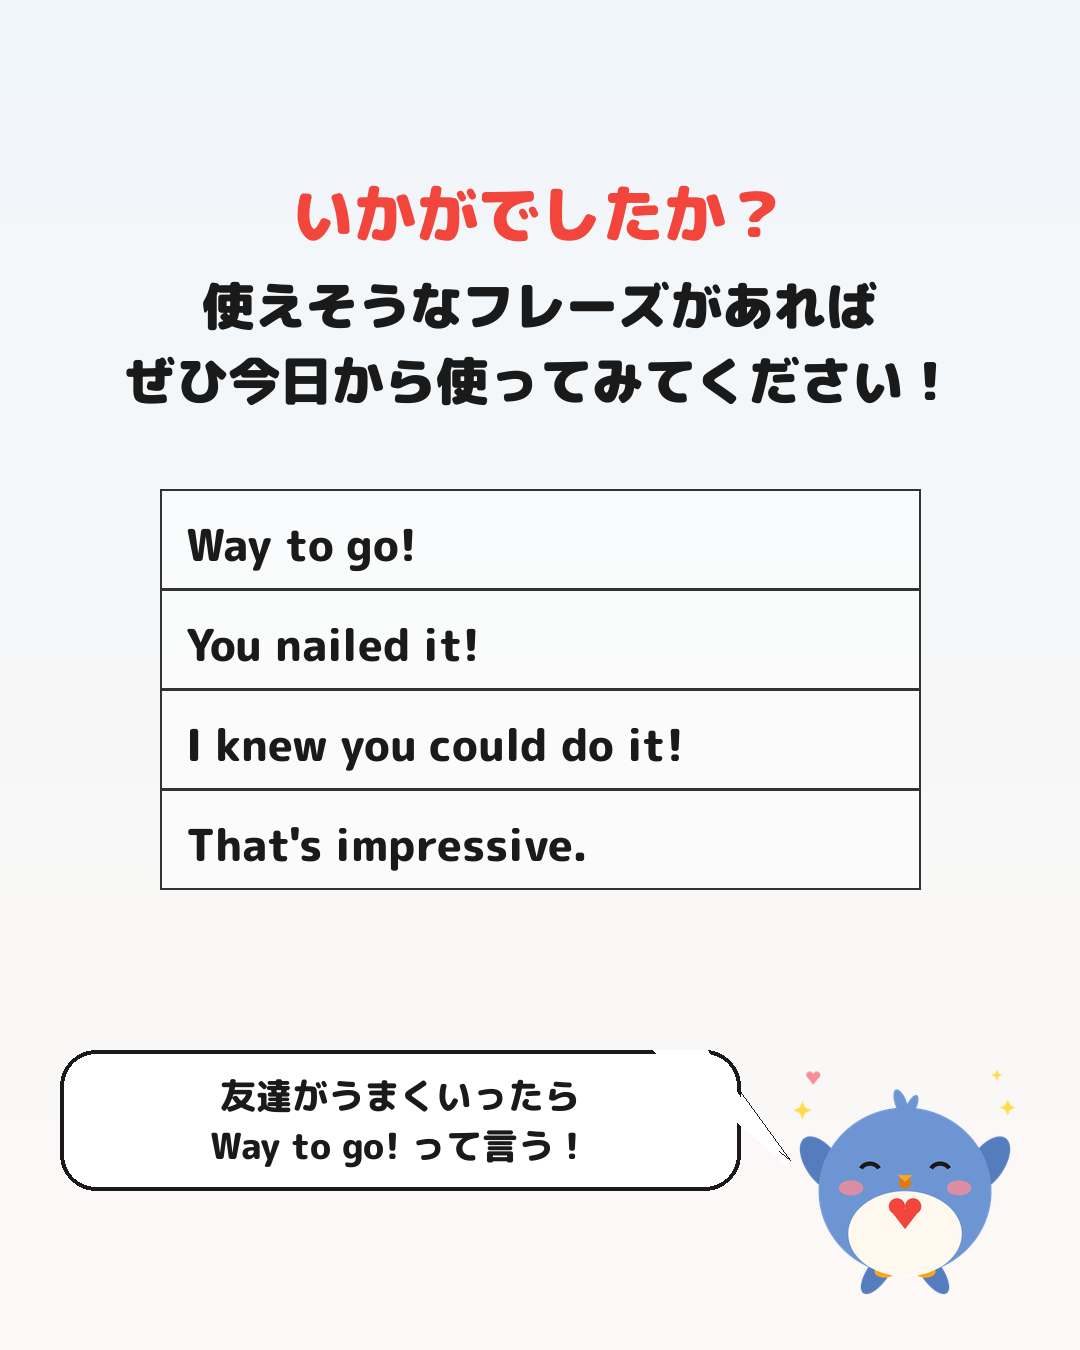 いかがでしたか？
使えそうなフレーズがあれば
ぜひ今日から使ってみてください！
Way to go!
You nailed it!
I knew you could do it!
That's impressive.
友達がうまくいったら
Way to go! って言う！